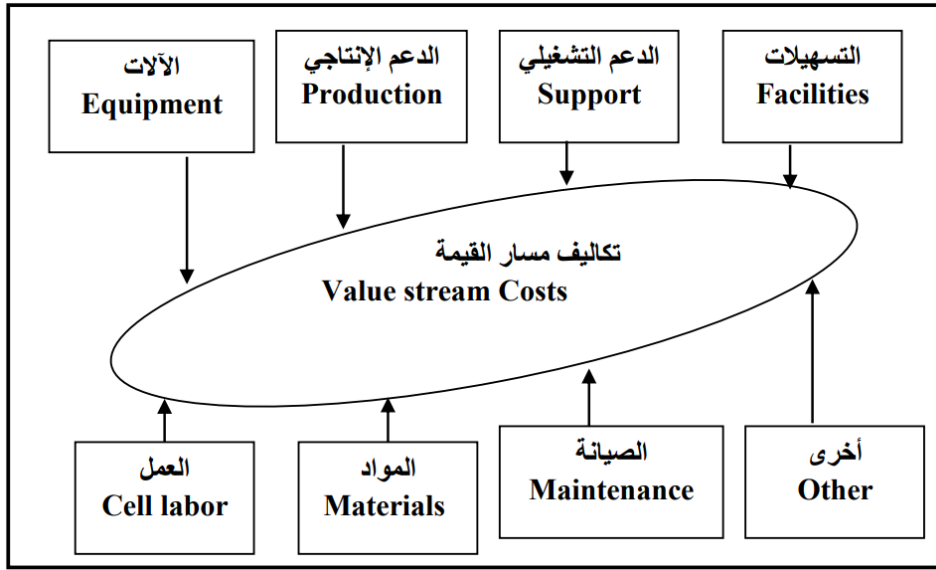 الآلات
Equipment
الدعم الإنتاجي
Production
الدعم التشغيلي
Support
التسهيلات
Facilities
تكاليف مسار القيمة
Value stream Costs
العمل
Cell labor
المواد
Materials
الصيانة
Maintenance
أخرى
Other